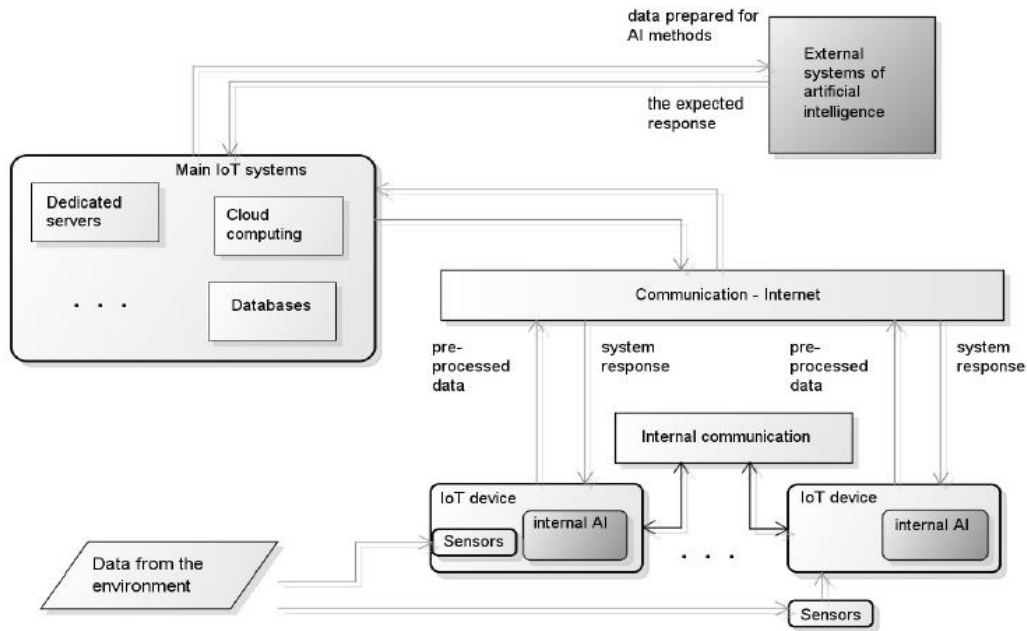 data prepared for
AI methods
External
systems of
artificial
intelligence
the expected
response
Main IoT systems
Dedicated
servers
Cloud
computing
. . .
Databases
Communication - Internet
pre-
processed
data
system
response
pre-
processed
data
system
response
Internal communication
IoT device
internal AI
Sensors
. . .
IoT device
internal AI
Data from the
environment
Sensors